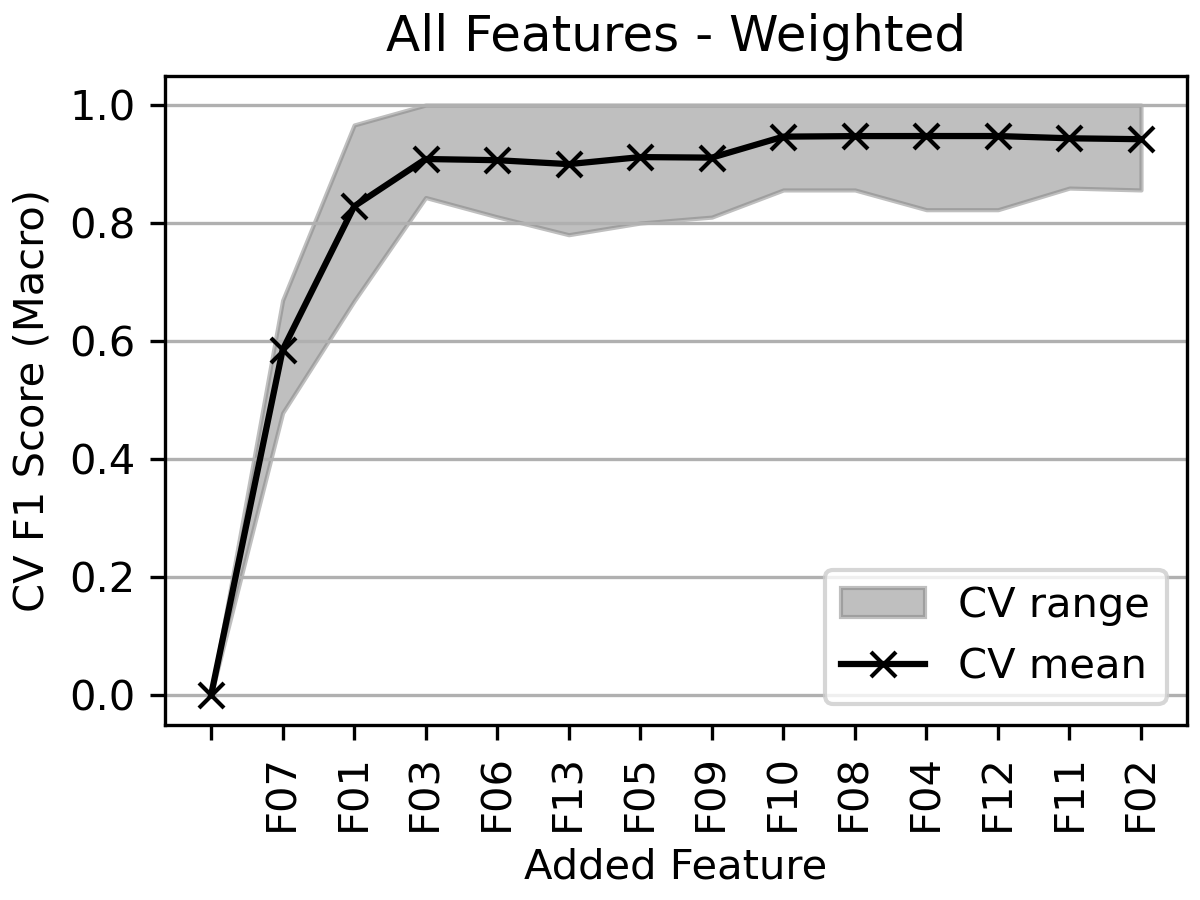 All Features - Weighted
CV F1 Score (Macro)
1.0
0.8
0.6
0.4
0.2
0.0
CV range
CV mean
F07 F01 F03 F06 F13 F05 F09 F10 F08 F04 F12 F11 F02
Added Feature